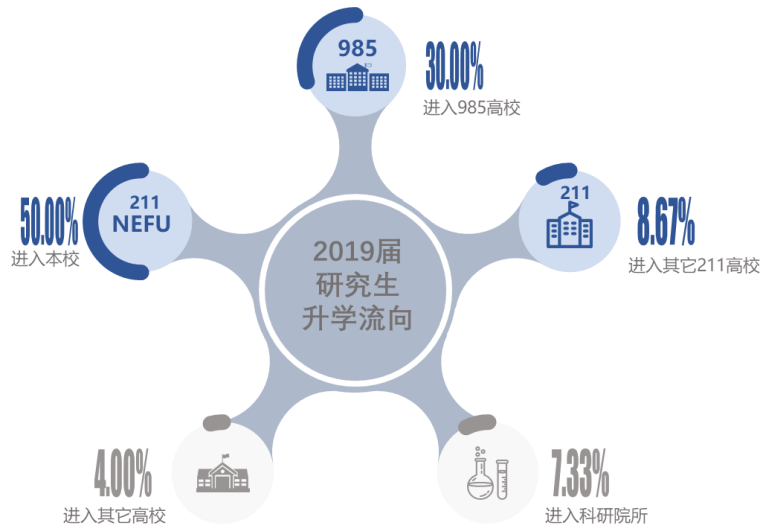 985
30.00%
进入985高校
211
NEFU
50.00%
进入本校
211
8.67%
进入其它211高校
2019届
研究生
升学流向
4.00%
进入其它高校
7.33%
进入科研院所